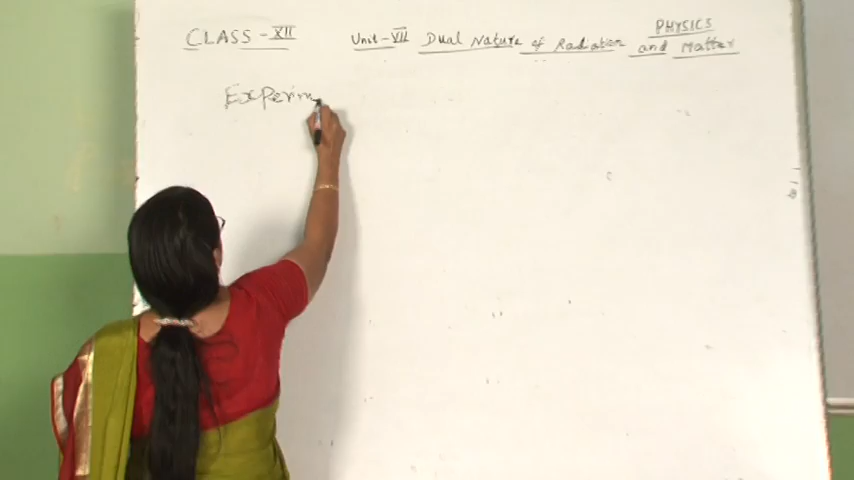 CLASS - XII
PHYSICS
Unit - VII Dual Nature of Radiation and Matter
Experim